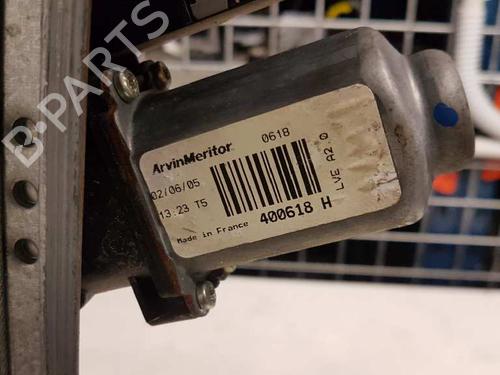 B-PARTS
ArvinMeritor 0618
02/06/05
13:23 T5
LVE A2.0
400618 H
Made in France